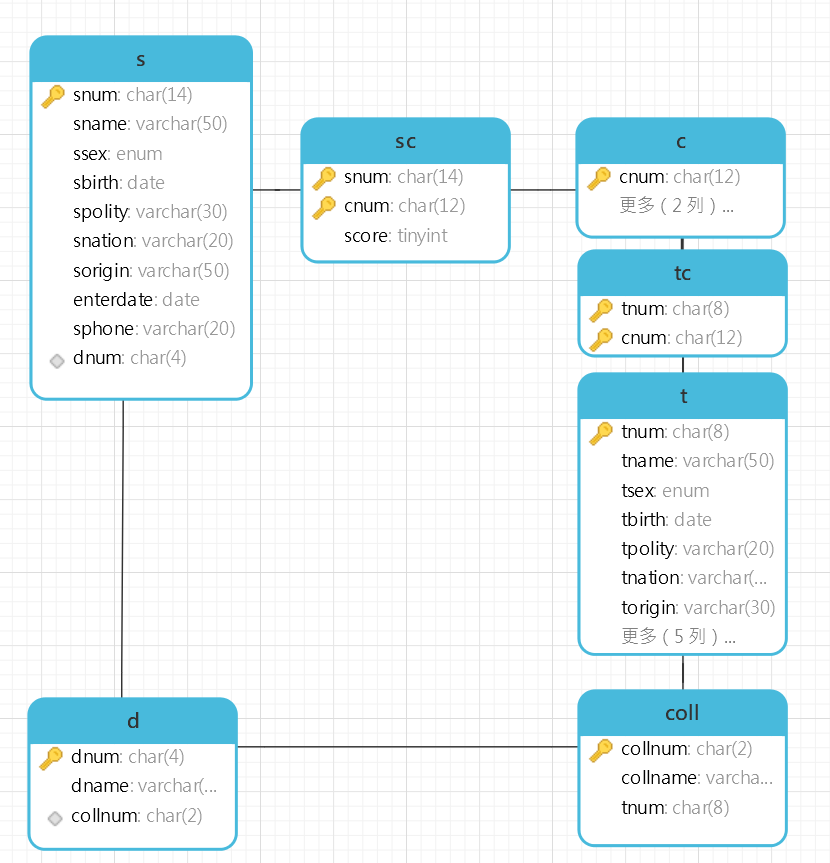 s
snum: char(14)
sname: varchar(50)
ssex: enum
sbirth: date
spolity: varchar(30)
snation: varchar(20)
sorigin: varchar(50)
enterdate: date
sphone: varchar(20)
dnum: char(4)
sc
snum: char(14)
cnum: char(12)
score: tinyint
c
cnum: char(12)
更多 ( 2 列 ) ...
tc
tnum: char(8)
cnum: char(12)
t
tnum: char(8)
tname: varchar(50)
tsex: enum
tbirth: date
tpolity: varchar(20)
tnation: varchar(...
torigin: varchar(30)
更多 ( 5 列 ) ...
d
dnum: char(4)
dname: varchar(...
collnum: char(2)
coll
collnum: char(2)
collname: varcha...
tnum: char(8)